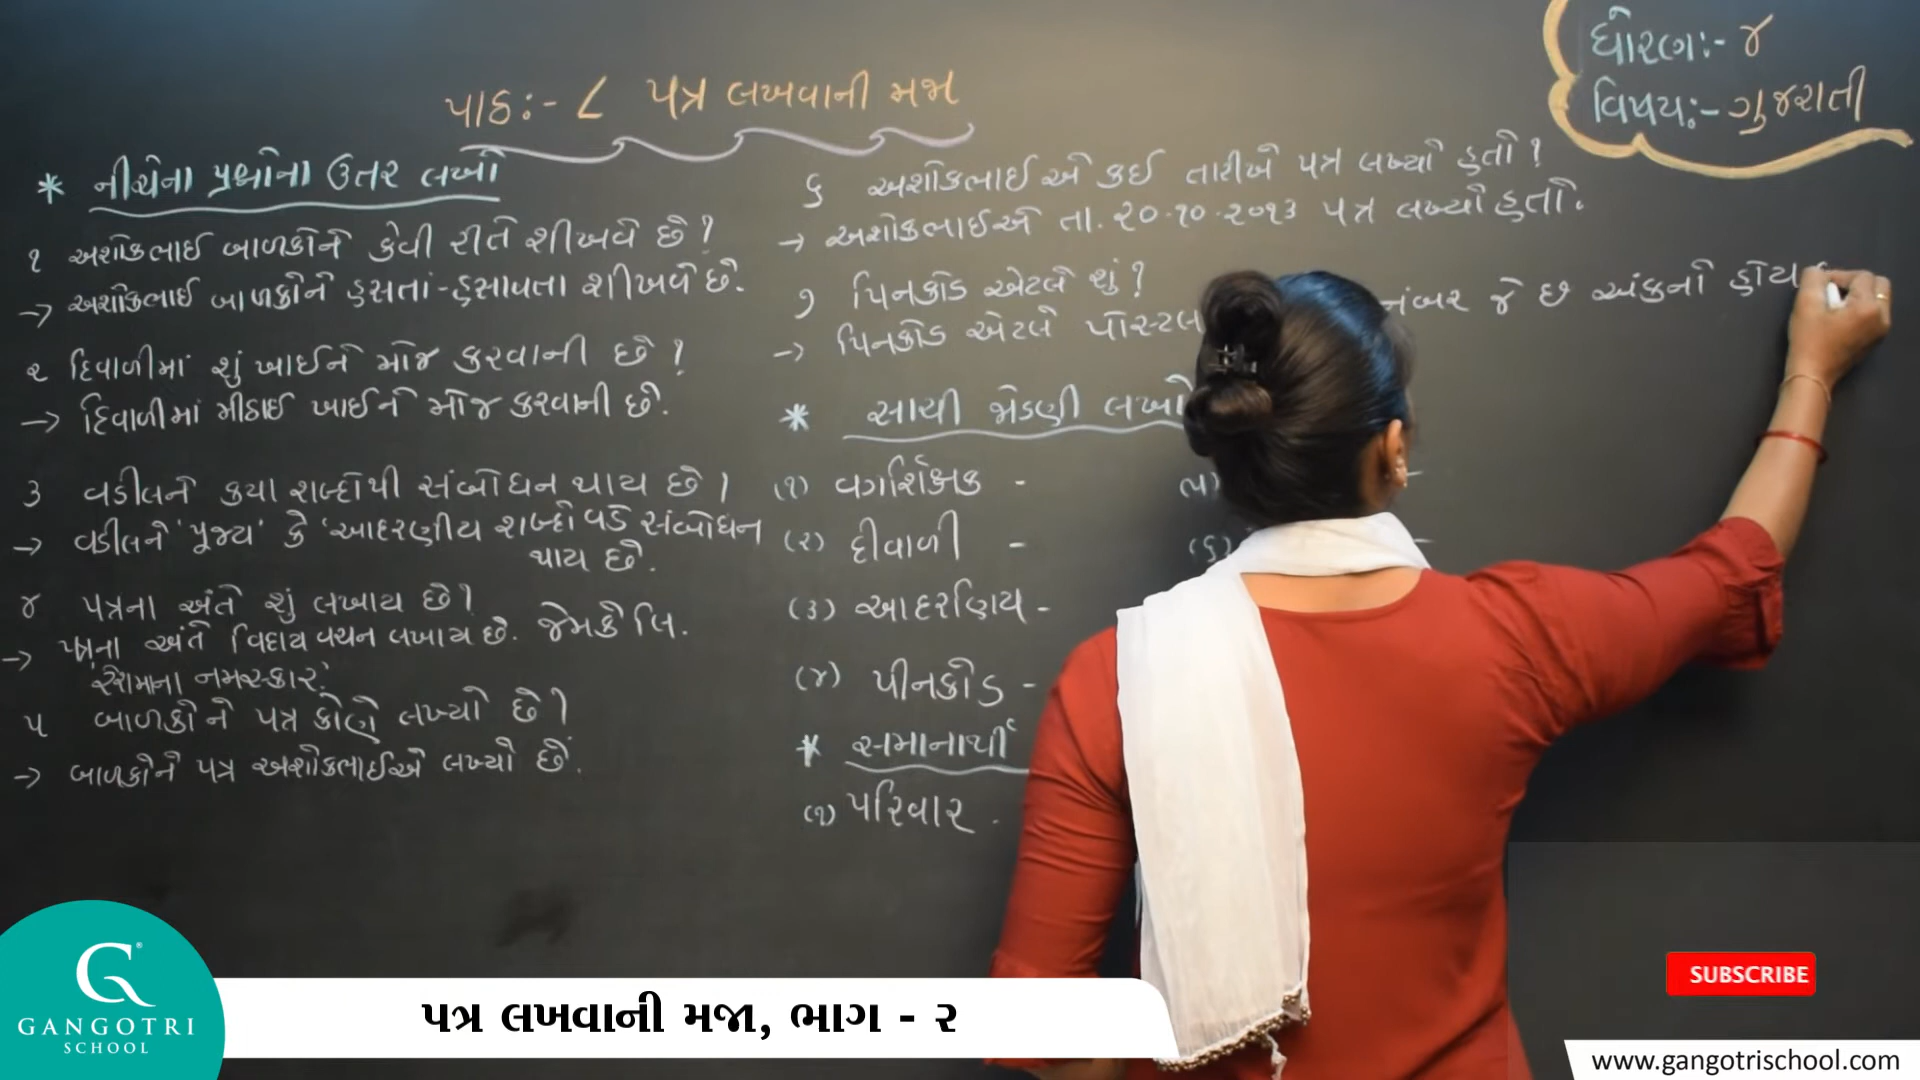 ધોરણઃ- ૪
વિષયઃ- ગુજરાતી
પાઠઃ- ૮ પત્ર લખવાની મજા
* નીચેના પ્રશ્નોના ઉતર લખો
૧ અશોકભાઈ બાળકોને કેવી રીતે શીખવે છે?
→ અશોકભાઈ બાળકોને હસતાં-હસાવતા શીખવે છે.
૨ દિવાળીમાં શું ખાઈને મોજ કરવાની છે?
→ દિવાળીમાં મીઠાઈ ખાઈને મોજ કરવાની છે.
૩ વડીલને કયા શબ્દોથી સંબોધન થાય છે?
→ વડીલને 'પૂજ્ય' કે 'આદરણીય શબ્દો વડે સંબોધન
થાય છે.
૪ પત્રના અંતે શું લખાય છે?
→ પત્રના અંતે વિદાય વચન લખાય છે. જેમકે લિ.
'રેશમાના નમસ્કાર.'
૫ બાળકોને પત્ર કોણે લખ્યો છે?
→ બાળકોને પત્ર અશોકભાઈએ લખ્યો છે.
૬ અશોકભાઈએ કઈ તારીખે પત્ર લખ્યો હતો?
→ અશોકભાઈએ તા. ૨૦-૧૦-૨૦૧૩ પત્ર લખ્યો હતો.
૭ પિનકોડ એટલે શું?
→ પિનકોડ એટલે પોસ્ટલ નંબર જે છ અંકનો હોય
* સાચી જોડણી લખો
(૧) વર્ગશિક્ષક -
(૫) -
(૨) દીવાળી -
(૬) -
(૩) આદરણિય -
(૪) પીનકોડ -
* સમાનાર્થી
(૧) પરિવાર -
GANGOTRI
SCHOOL
પત્ર લખવાની મજા, ભાગ - ૨
SUBSCRIBE
www.gangotrischool.com